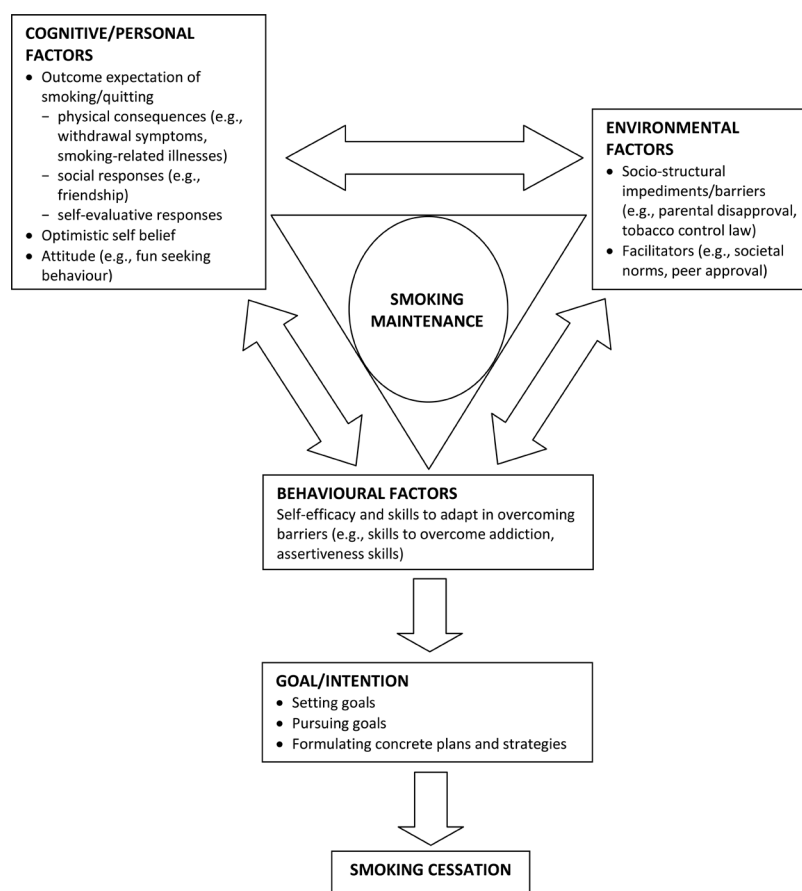 COGNITIVE/PERSONAL
FACTORS
• Outcome expectation of
smoking/quitting
− physical consequences (e.g.,
withdrawal symptoms,
smoking-related illnesses)
− social responses (e.g.,
friendship)
− self-evaluative responses
• Optimistic self belief
• Attitude (e.g., fun seeking
behaviour)
ENVIRONMENTAL
FACTORS
• Socio-structural
impediments/barriers
(e.g., parental disapproval,
tobacco control law)
• Facilitators (e.g., societal
norms, peer approval)
SMOKING
MAINTENANCE
BEHAVIOURAL FACTORS
Self-efficacy and skills to adapt in overcoming
barriers (e.g., skills to overcome addiction,
assertiveness skills)
GOAL/INTENTION
• Setting goals
• Pursuing goals
• Formulating concrete plans and strategies
SMOKING CESSATION